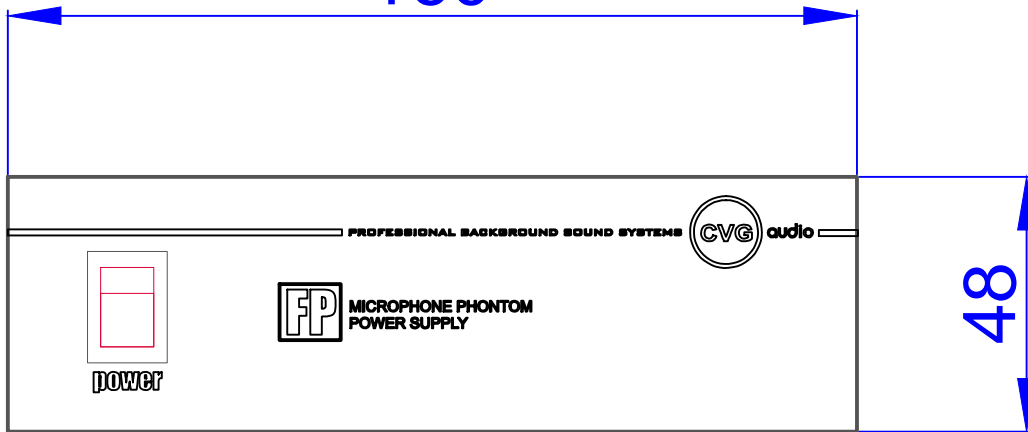 PROFESSIONAL BACKGROUND SOUND SYSTEMS CVG audio
FP MICROPHONE PHONTOM
POWER SUPPLY
power
48